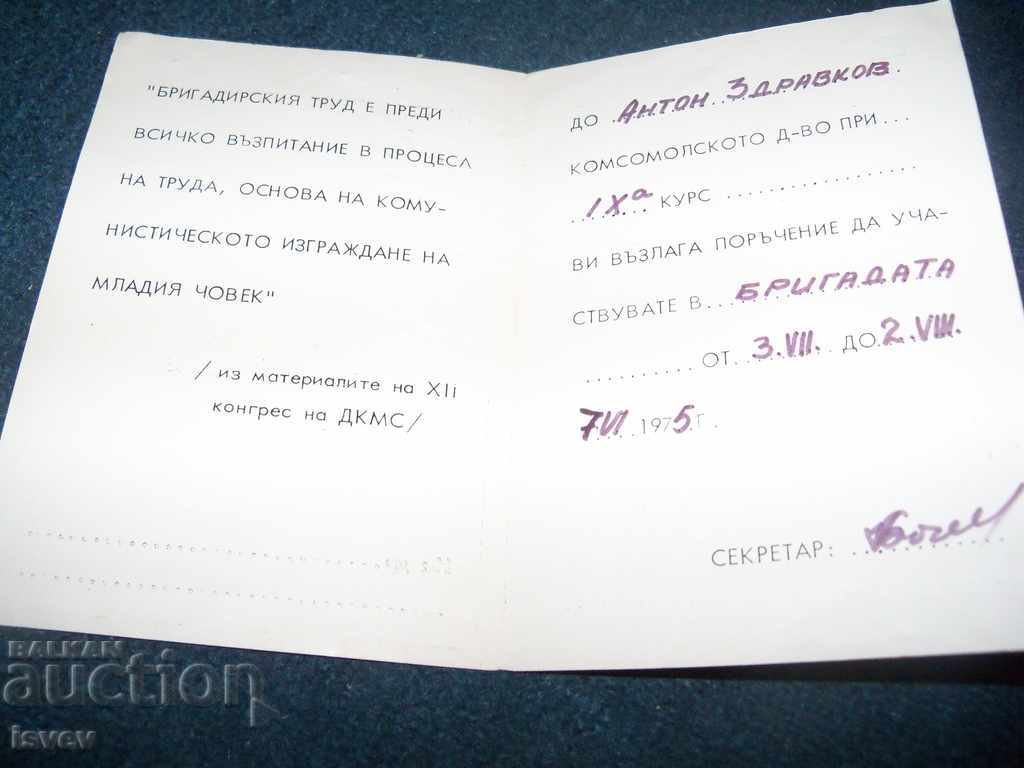 "БРИГАДИРСКИЯ ТРУД Е ПРЕДИ
ВСИЧКО ВЪЗПИТАНИЕ В ПРОЦЕСА
НА ТРУДА, ОСНОВА НА КОМУ-
НИСТИЧЕСКОТО ИЗГРАЖДАНЕ НА
МЛАДИЯ ЧОВЕК"
/из материалите на XIi
конгрес на ДКМС/
ДО Антон Здравков
КОМСОМОЛСКОТО Д-ВО ПРИ...
IXа КУРС
ВИ ВЪЗЛАГА ПОРЪЧЕНИЕ ДА УЧА-
СТВУВАТЕ В БРИГАДАТА
ОТ 3.VII. ДО 2.VIII.
7 VI 1975 г.
СЕКРЕТАР:
BALKAN
auction
isvev